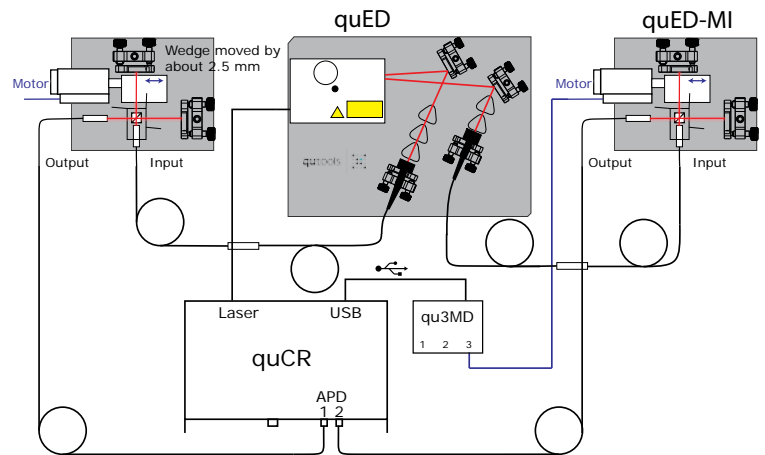 quED
quED-MI
Wedge moved by
about 2.5 mm
Motor
Motor
Output
Input
qutools
Output
Input
Laser
USB
qu3MD
1 2 3
quCR
APD
1 2